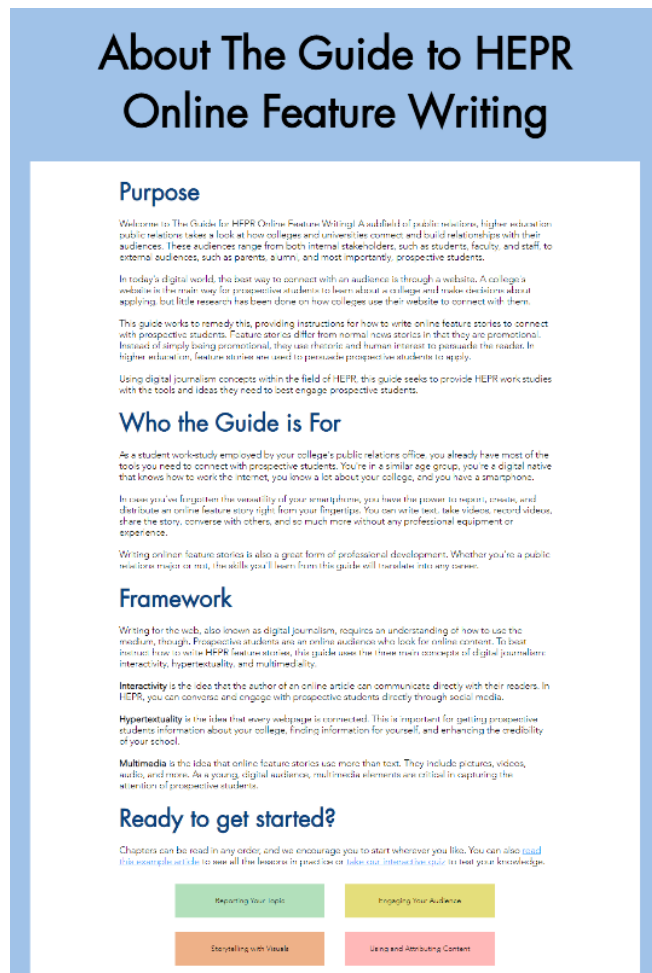 About The Guide to HEPR
Online Feature Writing
Purpose
Welcome to The Guide for HEPR Online Feature Writing! A subfield of public relations, higher education
public relations takes a look at how colleges and universities connect and build relationships with their
audiences. These audiences range from both internal stakeholders, such as students, faculty, and staff, to
external audiences, such as parents, alumni, and most importantly, prospective students.
In today's digital world, the best way to connect with an audience is through a website. A college's
website is the main way for prospective students to learn about a college and make decisions about
applying, but little research has been done on how colleges use their website to connect with them.
This guide works to remedy this, providing instructions for how to write online feature stories to connect
with prospective students. Feature stories differ from normal news stories in that they are promotional.
Instead of simply being promotional, they use rhetoric and human interest to persuade the reader. In
higher education, feature stories are used to persuade prospective students to apply.
Using digital journalism concepts within the field of HEPR, this guide seeks to provide HEPR work studies
with the tools and ideas they need to best engage prospective students.
Who the Guide is For
As a student work-study employed by your college's public relations office, you already have most of the
tools you need to connect with prospective students. You're in a similar age group, you're a digital native
that knows how to work the internet, you know a lot about your college, and you have a smartphone.
In case you've forgotten the versatility of your smartphone, you have the power to report, create, and
distribute an online feature story right from your fingertips. You can write text, take videos, record videos,
share the story, converse with others, and so much more without any professional equipment or
experience.
Writing onlinen feature stories is also a great form of professional development. Whether you're a public
relations major or not, the skills you'll learn from this guide will translate into any career.
Framework
Writing for the web, also known as digital journalism, requires an understanding of how to use the
medium, though. Prospective students are an online audience who look for online content. To best
instruct how to write HEPR feature stories, this guide uses the three main concepts of digital journalism:
interactivity, hypertextuality, and multimediality.
Interactivity is the idea that the author of an online article can communicate directly with their readers. In
HEPR, you can converse and engage with prospective students directly through social media.
Hypertextuality is the idea that every webpage is connected. This is important for getting prospective
students information about your college, finding information for yourself, and enhancing the credibility
of your school.
Multimedia is the idea that online feature stories use more than text. They include pictures, videos,
audio, and more. As a young, digital audience, multimedia elements are critical in capturing the
attention of prospective students.
Ready to get started?
Chapters can be read in any order, and we encourage you to start wherever you like. You can also read
this example article to see all the lessons in practice or take our interactive quiz to test your knowledge.
Reporting Your Topic
Engaging Your Audience
Storytelling with Visuals
Using and Attributing Content